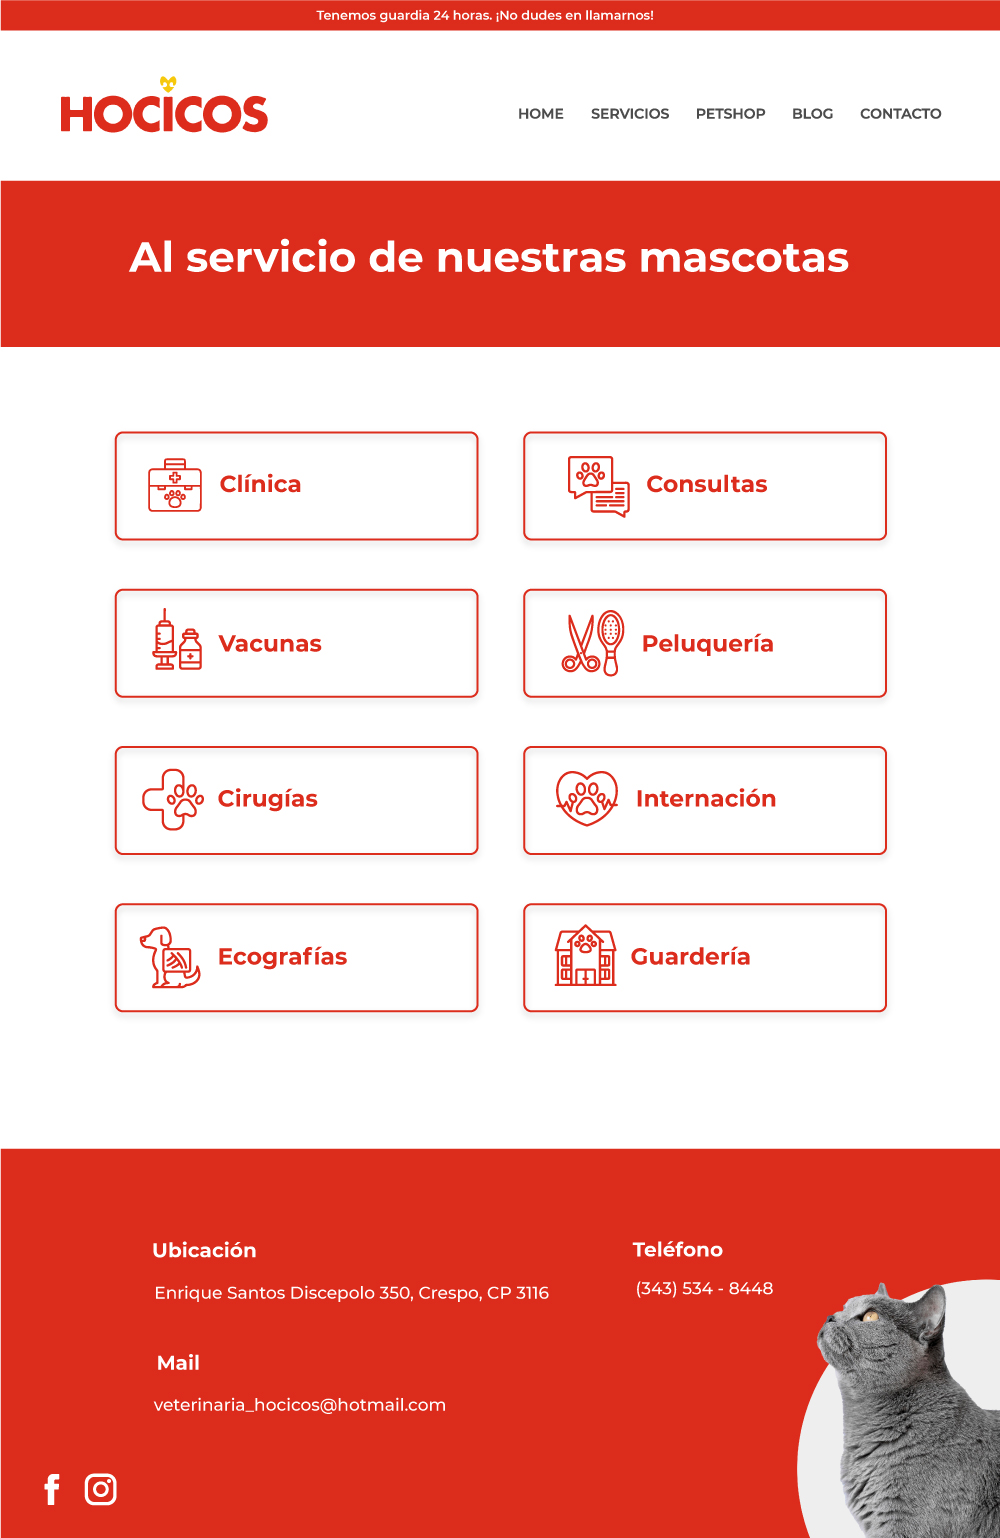 Tenemos guardia 24 horas. ¡No dudes en llamarnos!
HOCICOS
HOME SERVICIOS PETSHOP BLOG CONTACTO
Al servicio de nuestras mascotas
Clínica
Consultas
Vacunas
Peluquería
Cirugías
Internación
Ecografías
Guardería
Ubicación
Enrique Santos Discepolo 350, Crespo, CP 3116
Teléfono
(343) 534 - 8448
Mail
veterinaria_hocicos@hotmail.com